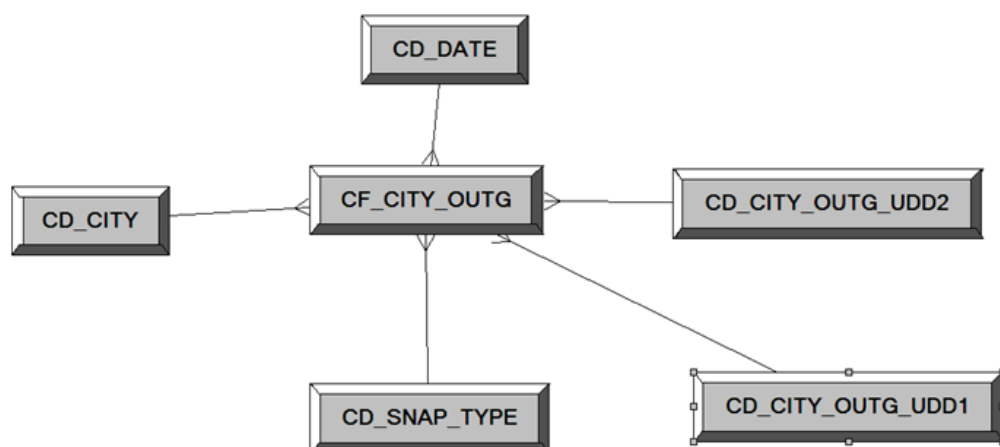 CD_DATE
CD_CITY
CF_CITY_OUTG
CD_CITY_OUTG_UDD2
CD_SNAP_TYPE
CD_CITY_OUTG_UDD1